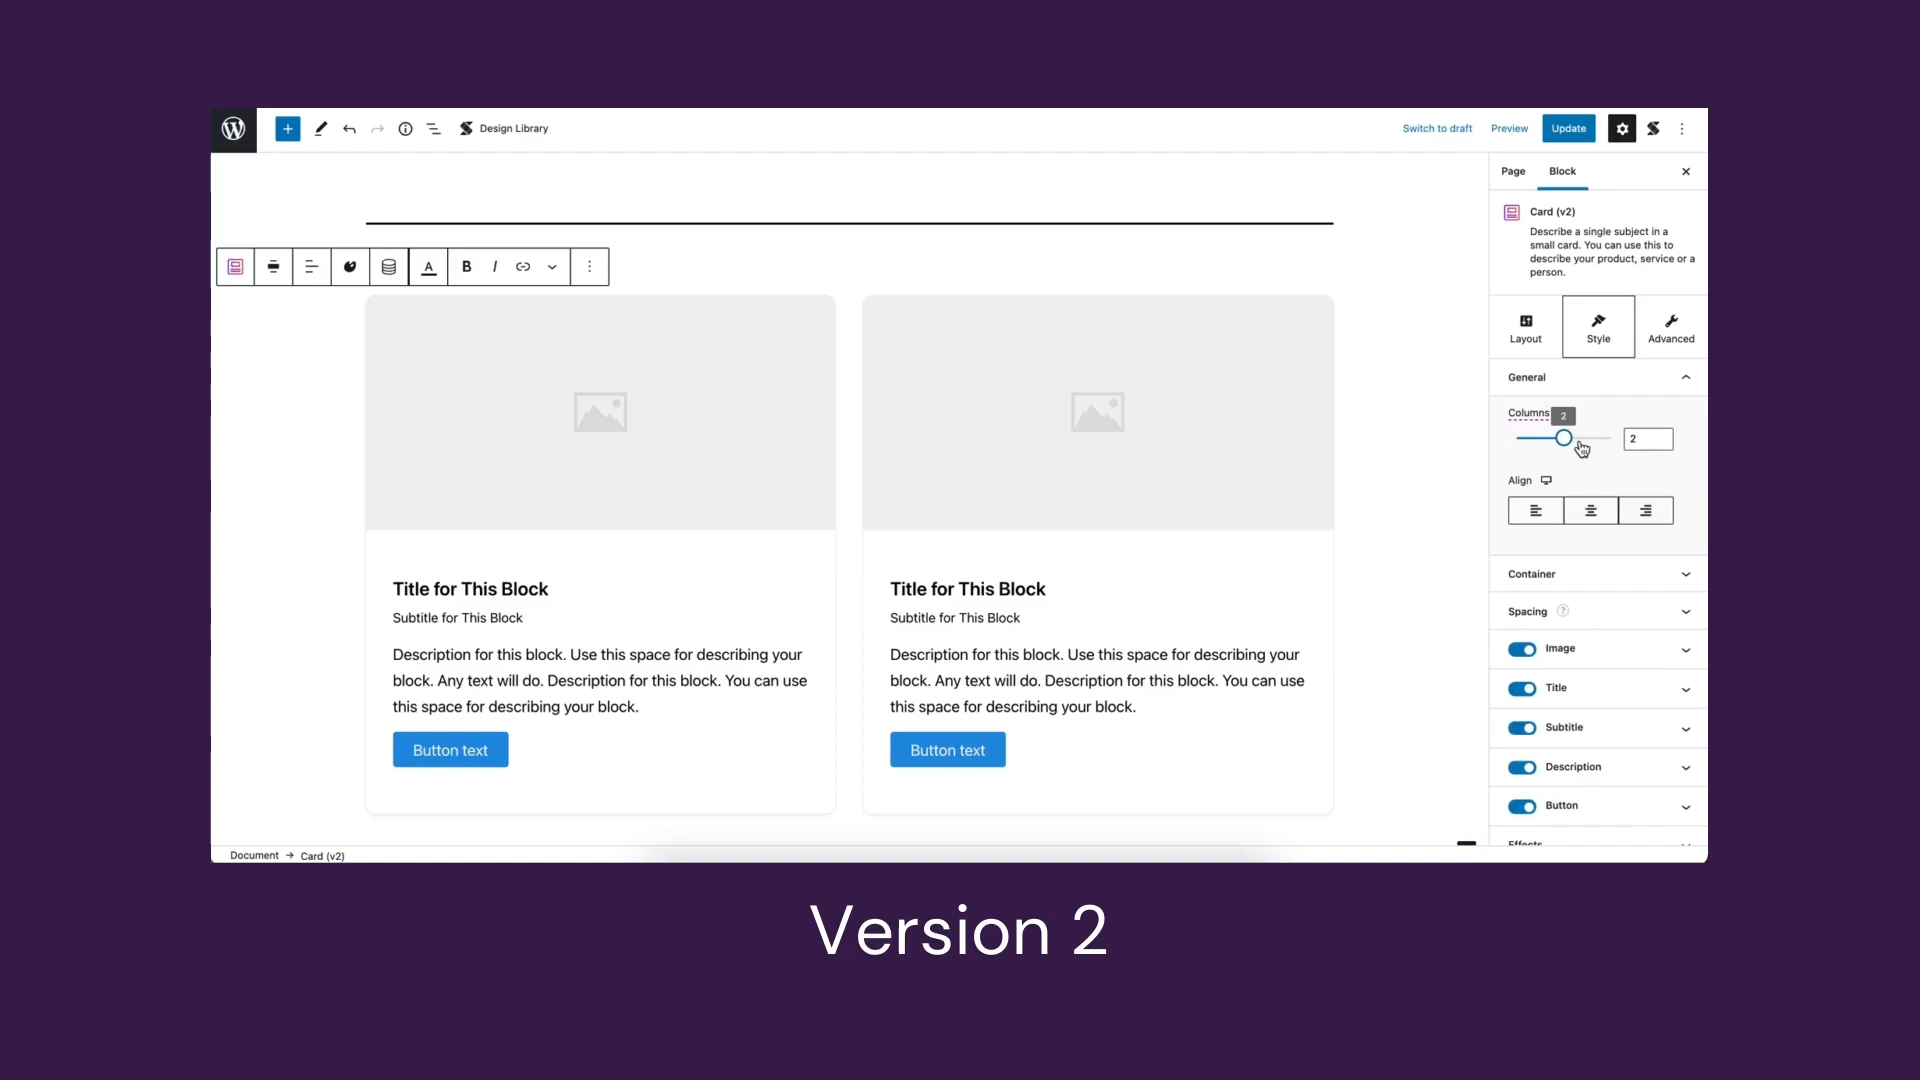 Design Library
Switch to draft
Preview
Update
Page
Block
Card (v2)
Describe a single subject in a
small card. You can use this to
describe your product, service or a
person.
A
B
I
Layout
Style
Advanced
General
Columns
2
2
Align
Container
Spacing
?
Image
Title
Subtitle
Description
Button
Effects
Title for This Block
Subtitle for This Block
Description for this block. Use this space for describing your
block. Any text will do. Description for this block. You can use
this space for describing your block.
Button text
Title for This Block
Subtitle for This Block
Description for this block. Use this space for describing your
block. Any text will do. Description for this block. You can use
this space for describing your block.
Button text
Document → Card (v2)
Version 2